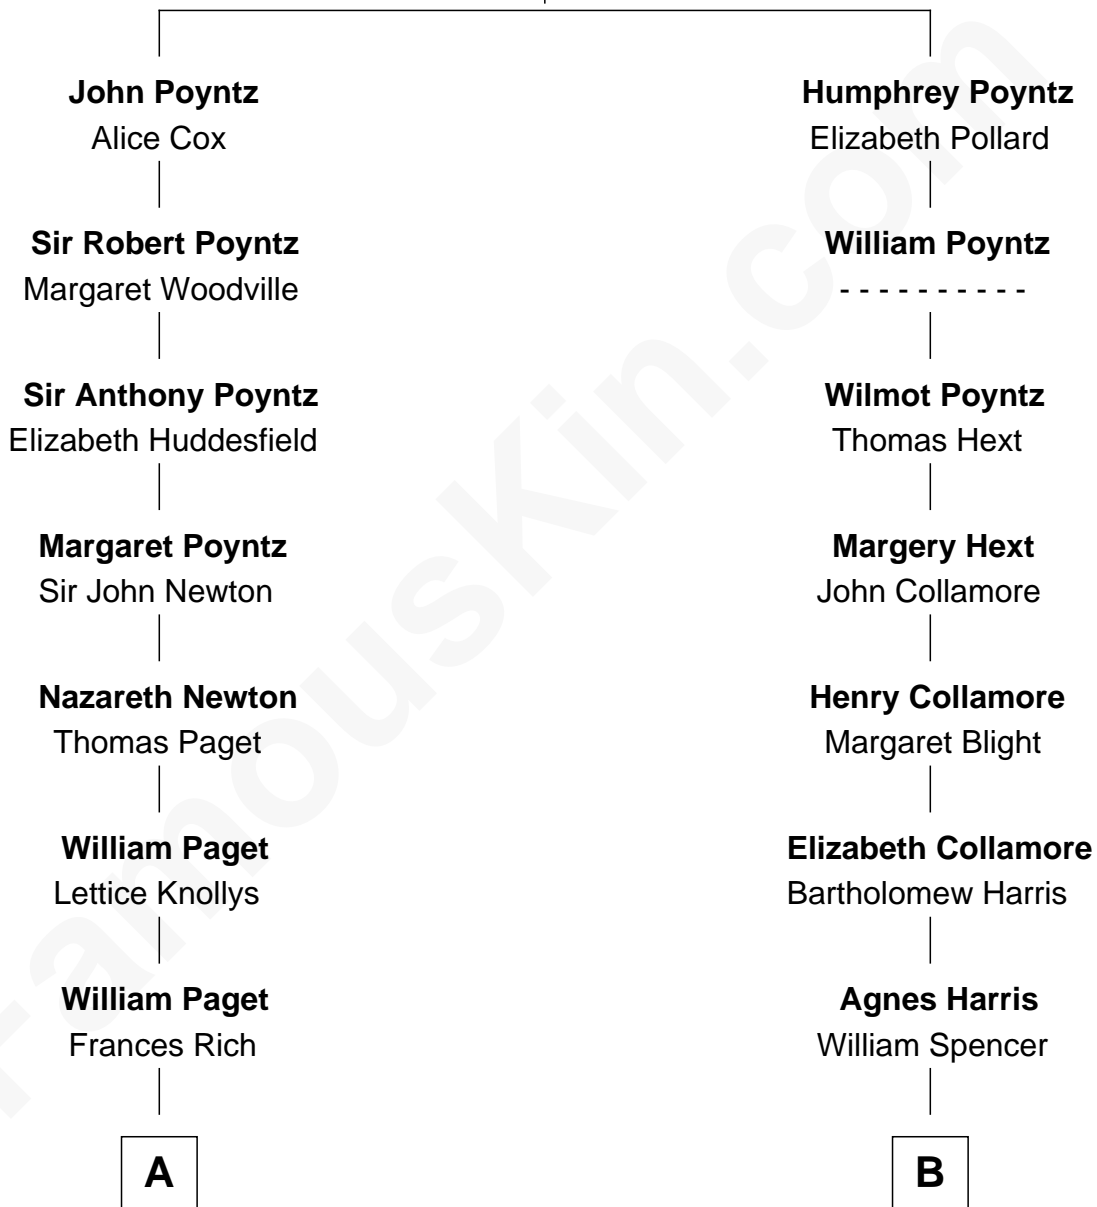 John Poyntz
Alice Cox
Sir Robert Poyntz
Margaret Woodville
Sir Anthony Poyntz
Elizabeth Huddesfield
Margaret Poyntz
Sir John Newton
Nazareth Newton
Thomas Paget
William Paget
Lettice Knollys
William Paget
Frances Rich
A
Humphrey Poyntz
Elizabeth Pollard
William Poyntz
- - - - - - - - - -
Wilmot Poyntz
Thomas Hext
Margery Hext
John Collamore
Henry Collamore
Margaret Blight
Elizabeth Collamore
Bartholomew Harris
Agnes Harris
William Spencer
B
FamousKin.com